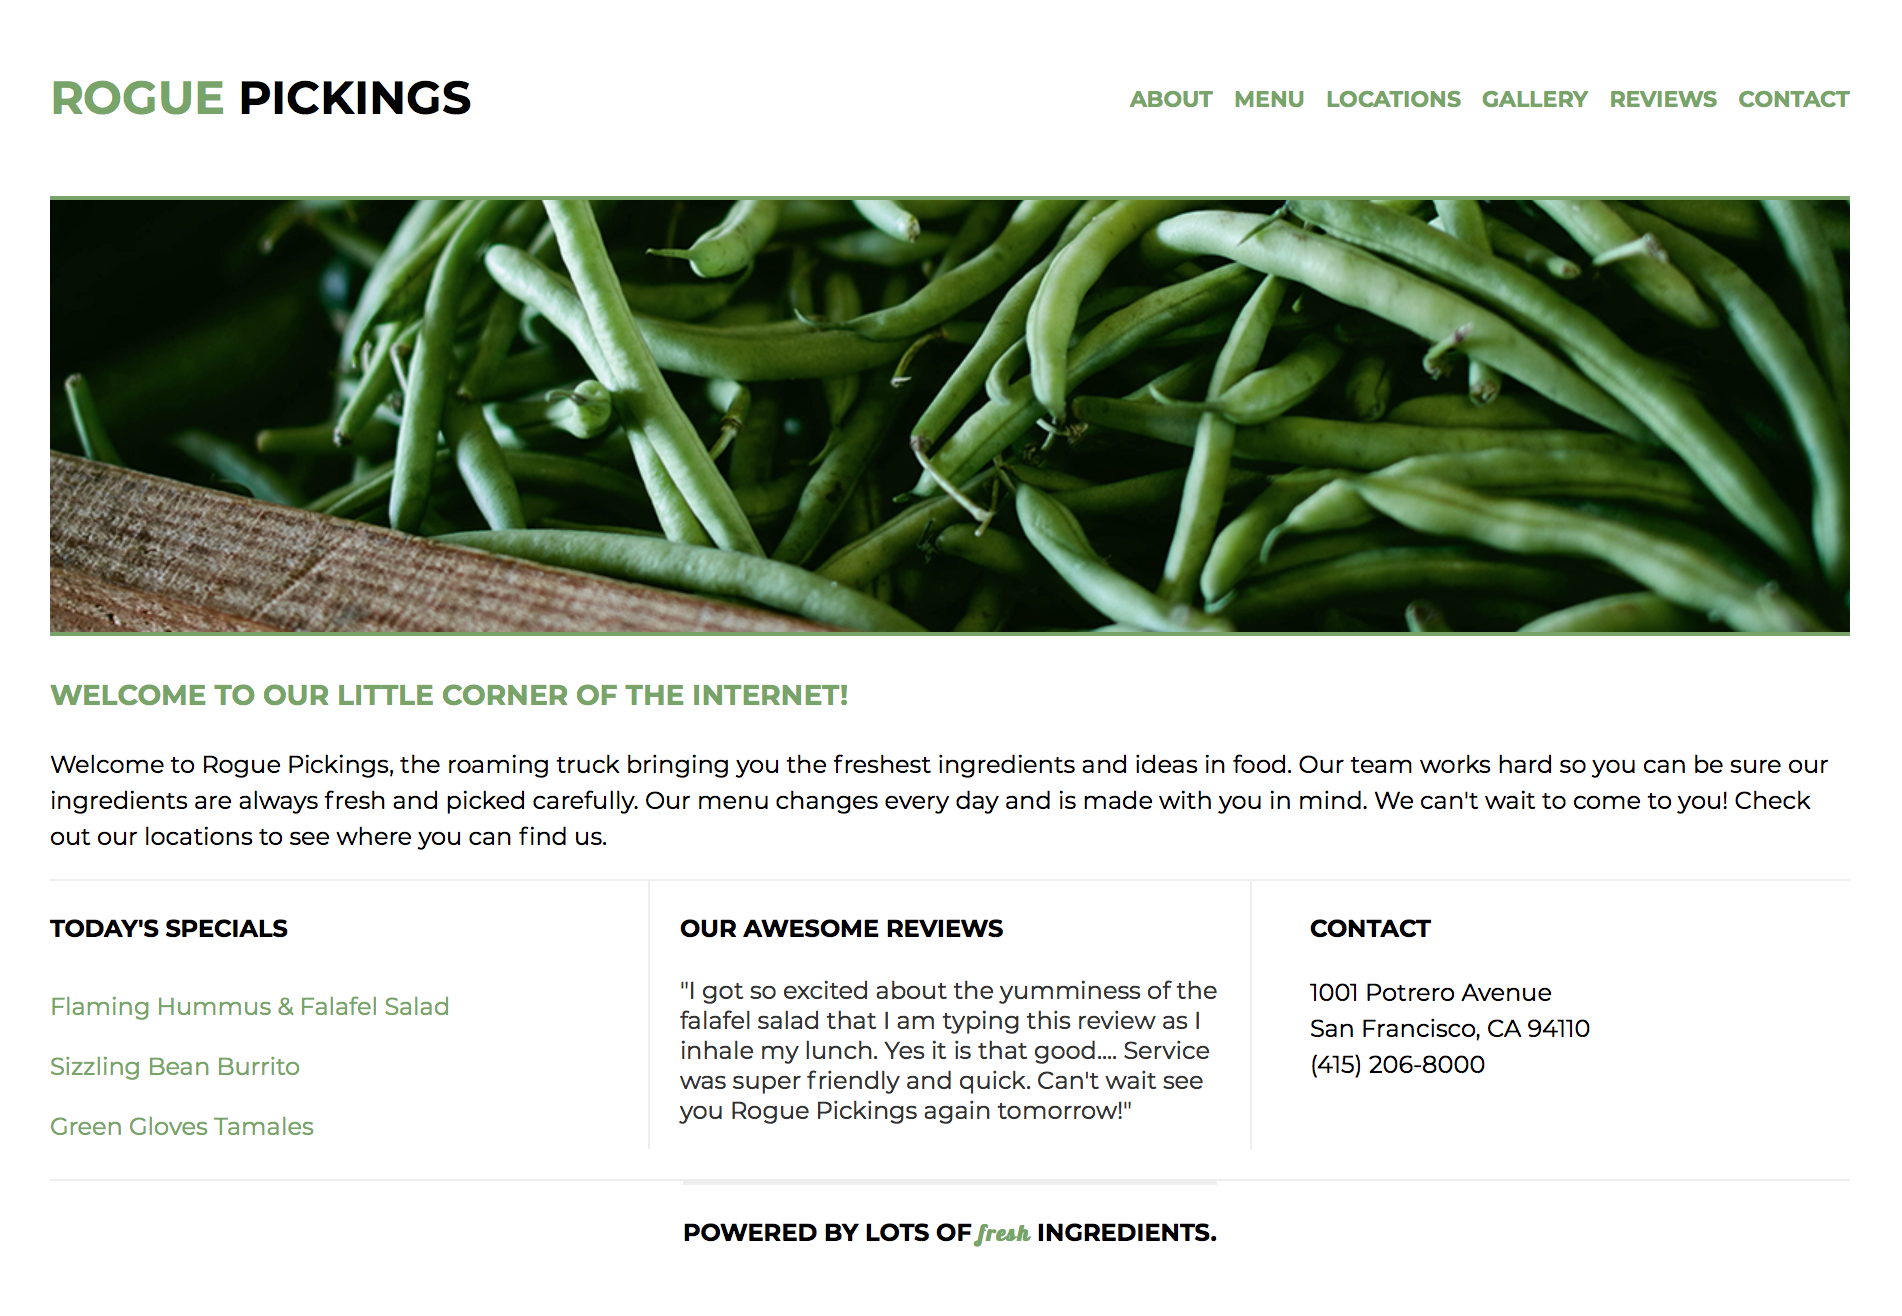 ROGUE PICKINGS
ABOUT MENU LOCATIONS GALLERY REVIEWS CONTACT
WELCOME TO OUR LITTLE CORNER OF THE INTERNET!
Welcome to Rogue Pickings, the roaming truck bringing you the freshest ingredients and ideas in food. Our team works hard so you can be sure our
ingredients are always fresh and picked carefully. Our menu changes every day and is made with you in mind. We can't wait to come to you! Check
out our locations to see where you can find us.
TODAY'S SPECIALS
Flaming Hummus & Falafel Salad
Sizzling Bean Burrito
Green Gloves Tamales
OUR AWESOME REVIEWS
"I got so excited about the yumminess of the
falafel salad that I am typing this review as I
inhale my lunch. Yes it is that good.... Service
was super friendly and quick. Can't wait see
you Rogue Pickings again tomorrow!"
CONTACT
1001 Potrero Avenue
San Francisco, CA 94110
(415) 206-8000
POWERED BY LOTS OF fresh INGREDIENTS.